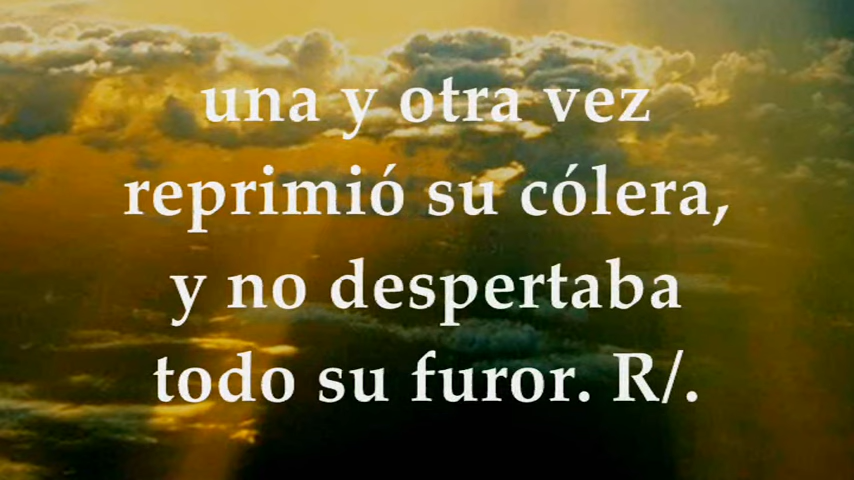 una y otra vez
reprimió su cólera,
y no despertaba
todo su furor. R/.